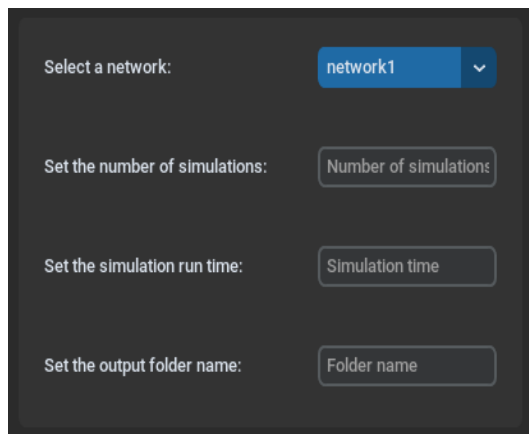 Select a network: network1
Set the number of simulations: Number of simulations
Set the simulation run time: Simulation time
Set the output folder name: Folder name